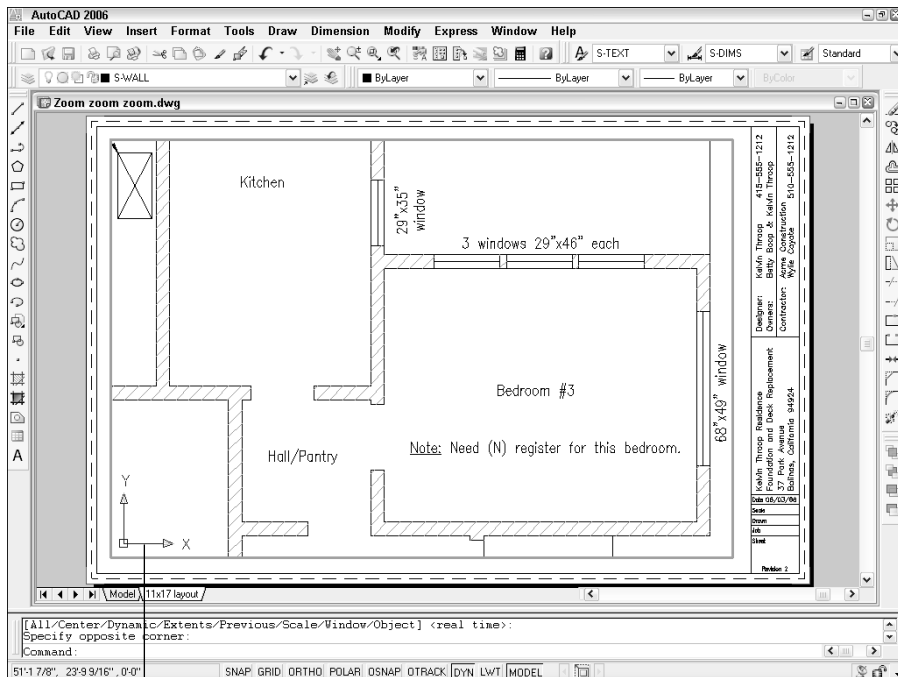 AutoCAD 2006
File Edit View Insert Format Tools Draw Dimension Modify Express Window Help
S-TEXT S-DIMS Standard
S-WALL ByLayer ByLayer ByLayer ByColor
Zoom zoom zoom.dwg
Kitchen
29"x35"
window
3 windows 29"x46" each
Bedroom #3
68"x49" window
Hall/Pantry
Note: Need (N) register for this bedroom.
Y
X
Designer: Kelvin Throop 415-555-1212
Owners: Betty Boop & Kelvin Throop
Contractor: Acme Construction
Wylie Coyote 510-555-1212
Kelvin Throop Residence
Foundation and Deck Replacement
37 Park Avenue
Bolinas, California 94924
Date 06/03/06
Scale
Drawn
Job
Sheet
Revision 2
Model 11x17 layout
[All/Center/Dynamic/Extents/Previous/Scale/Window/Object] <real time>:
Specify opposite corner:
Command:
51'-1 7/8", 23'-9 9/16" , 0'-0" SNAP GRID ORTHO POLAR OSNAP OTRACK DYN LWT MODEL